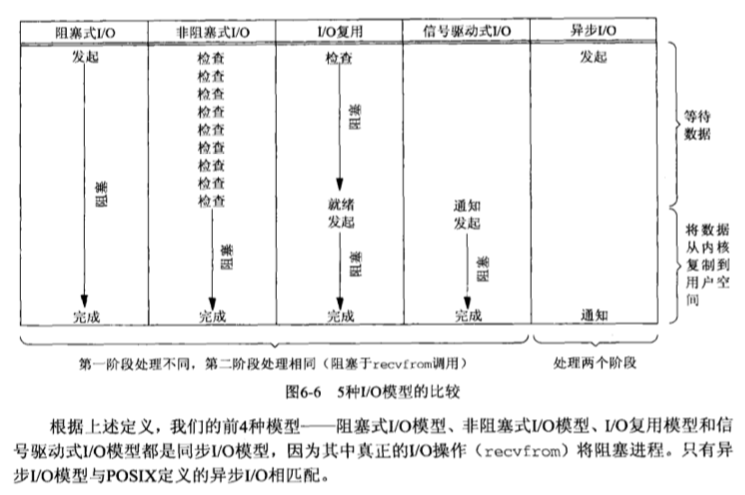 阻塞式I/O 非阻塞式I/O I/O复用 信号驱动式I/O 异步I/O
发起 检查 检查 发起
检查
检查
检查
检查
检查
检查
检查
检查
阻塞
阻塞
就绪 通知
发起 发起
阻塞
阻塞
阻塞
完成 完成 完成 完成 通知
等待
数据
将数据
从内核
复制到
用户空
间
第一阶段处理不同,第二阶段处理相同(阻塞于recvfrom调用) 处理两个阶段
图6-6 5种I/O模型的比较
根据上述定义,我们的前4种模型——阻塞式I/O模型、非阻塞式I/O模型、I/O复用模型和信
号驱动式I/O模型都是同步I/O模型,因为其中真正的I/O操作(recvfrom)将阻塞进程。只有异
步I/O模型与POSIX定义的异步I/O相匹配。